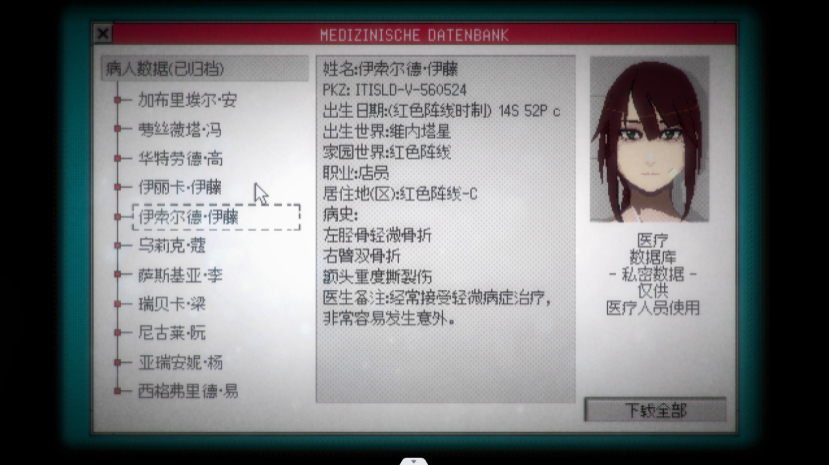 MEDIZINISCHE DATENBANK
病人数据(已归档)
加布里埃尔·安
萝丝薇塔·冯
华特劳德·高
伊丽卡·伊藤
伊索尔德·伊藤
乌莉克·蔻
萨斯基亚·李
瑞贝卡·梁
尼古莱·阮
亚瑞安妮·杨
西格弗里德·易
姓名:伊索尔德·伊藤
PKZ: ITISLD-V-560524
出生日期:(红色阵线时制) 14S 52P c
出生世界:维内塔星
家园世界:红色阵线
职业:店员
居住地(区):红色阵线-C
病史:
左胫骨轻微骨折
右臂双骨折
额头重度撕裂伤
医生备注:经常接受轻微病症治疗,
非常容易发生意外。
医疗
数据库
- 私密数据 -
仅供
医疗人员使用
下载全部